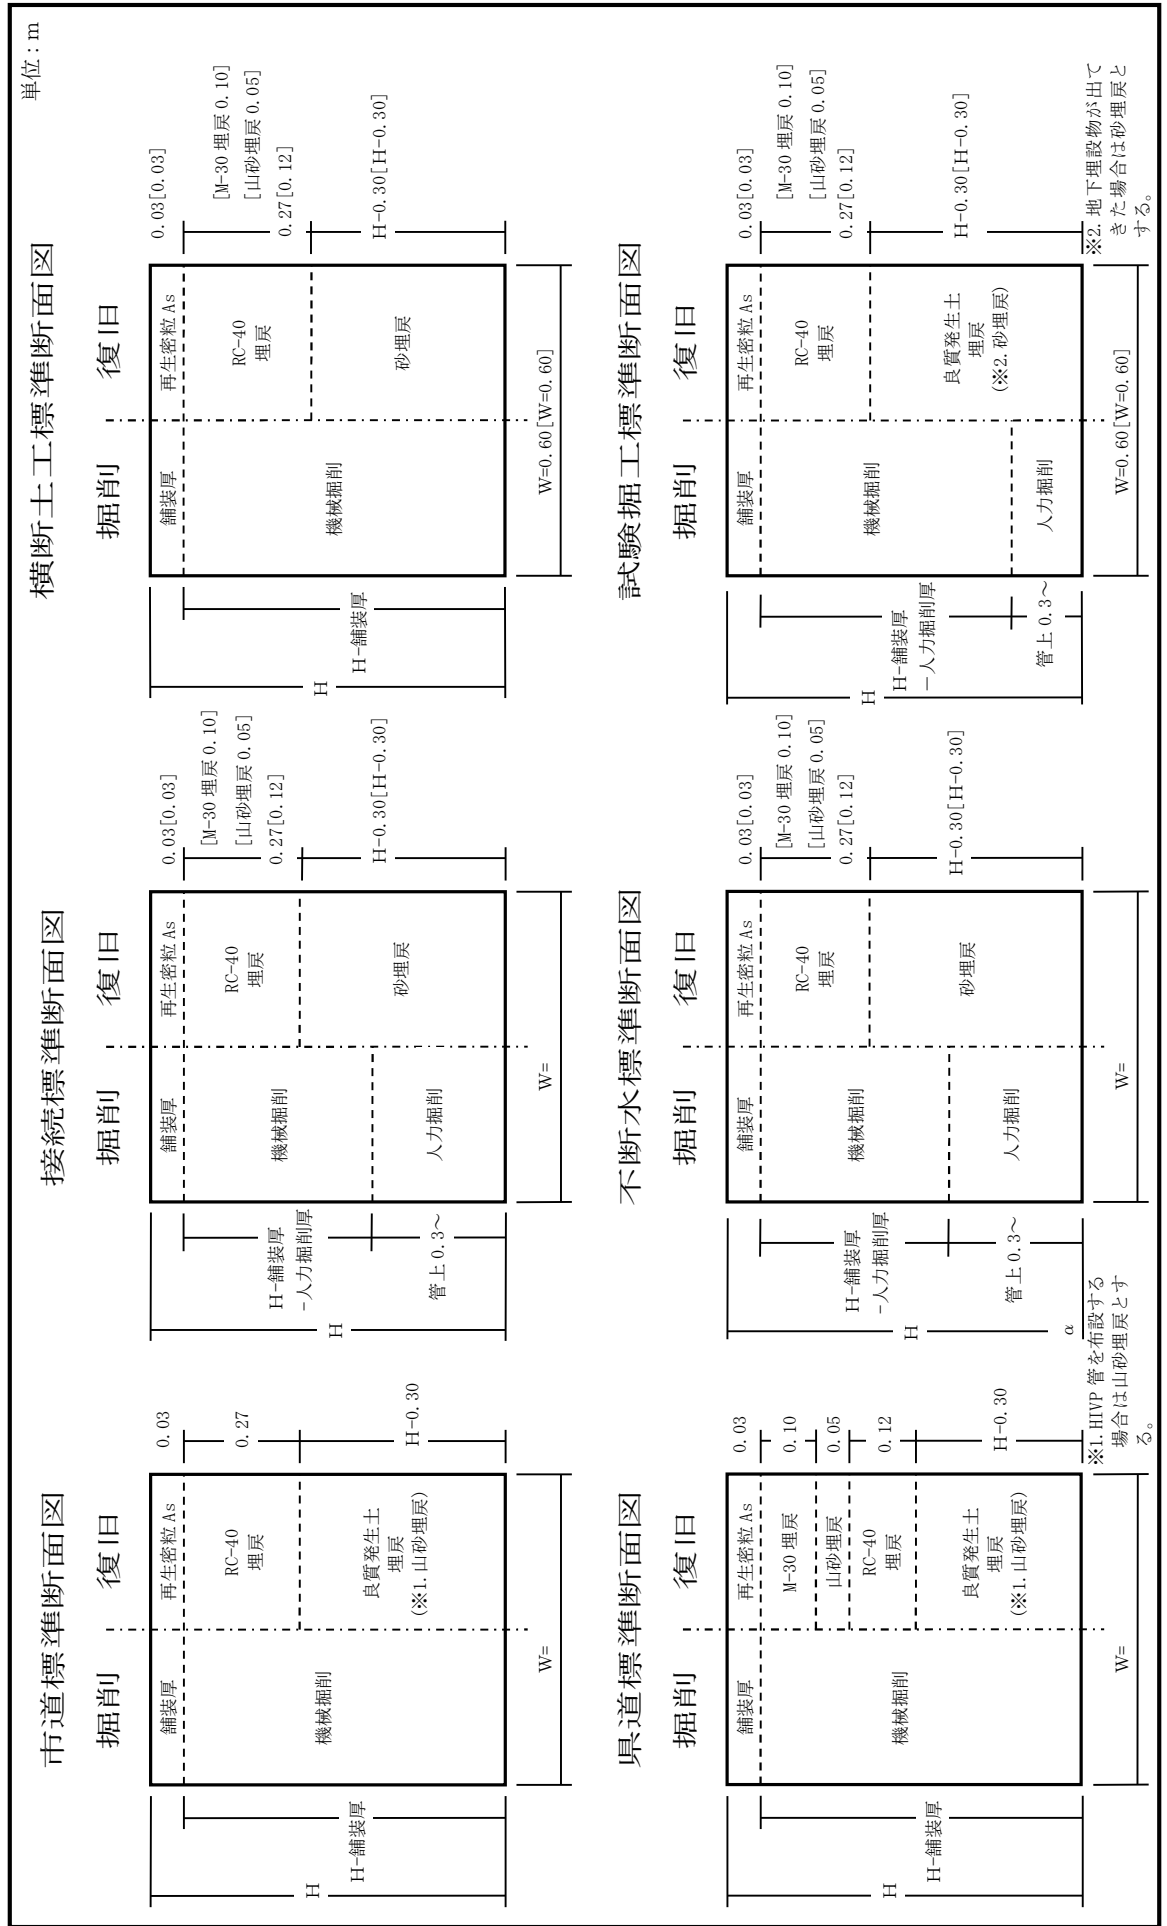 単位：m
市道標準断面図
掘削
復旧
舗装厚
再生密粒As
機械掘削
RC-40
埋戻
良質発生土
埋戻
(※1.山砂埋戻)
H
H-舗装厚
0.03
0.27
H-0.30
W=
接続標準断面図
掘削
復旧
舗装厚
再生密粒As
機械掘削
人力掘削
RC-40
埋戻
砂埋戻
H
H-舗装厚
-人力掘削厚
管上0.3～
0.03[0.03]
[M-30埋戻0.10]
[山砂埋戻0.05]
0.27[0.12]
H-0.30[H-0.30]
W=
横断土工標準断面図
掘削
復旧
舗装厚
再生密粒As
機械掘削
RC-40
埋戻
砂埋戻
H
H-舗装厚
0.03[0.03]
[M-30埋戻0.10]
[山砂埋戻0.05]
0.27[0.12]
H-0.30[H-0.30]
W=0.60[W=0.60]
県道標準断面図
掘削
復旧
舗装厚
再生密粒As
機械掘削
M-30埋戻
山砂埋戻
RC-40
埋戻
良質発生土
埋戻
(※1.山砂埋戻)
H
H-舗装厚
0.03
0.10
0.05
0.12
H-0.30
W=
※1.HIVP管を布設する
場合は山砂埋戻とす
る。
不断水標準断面図
掘削
復旧
舗装厚
再生密粒As
機械掘削
人力掘削
RC-40
埋戻
砂埋戻
H
α
H-舗装厚
-人力掘削厚
管上0.3～
0.03[0.03]
[M-30埋戻0.10]
[山砂埋戻0.05]
0.27[0.12]
H-0.30[H-0.30]
W=
試験掘工標準断面図
掘削
復旧
舗装厚
再生密粒As
機械掘削
人力掘削
RC-40
埋戻
良質発生土
埋戻
(※2.砂埋戻)
H
H-舗装厚
－人力掘削厚
管上0.3～
0.03[0.03]
[M-30埋戻0.10]
[山砂埋戻0.05]
0.27[0.12]
H-0.30[H-0.30]
W=0.60[W=0.60]
※2.地下埋設物が出て
きた場合は砂埋戻と
する。